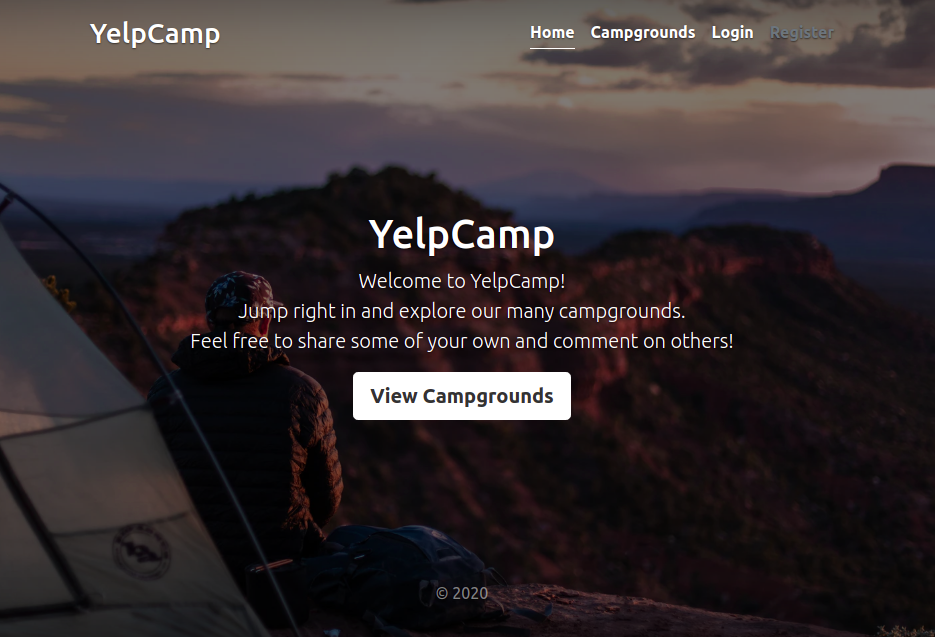 YelpCamp
Home Campgrounds Login Register
YelpCamp
Welcome to YelpCamp!
Jump right in and explore our many campgrounds.
Feel free to share some of your own and comment on others!
View Campgrounds
© 2020